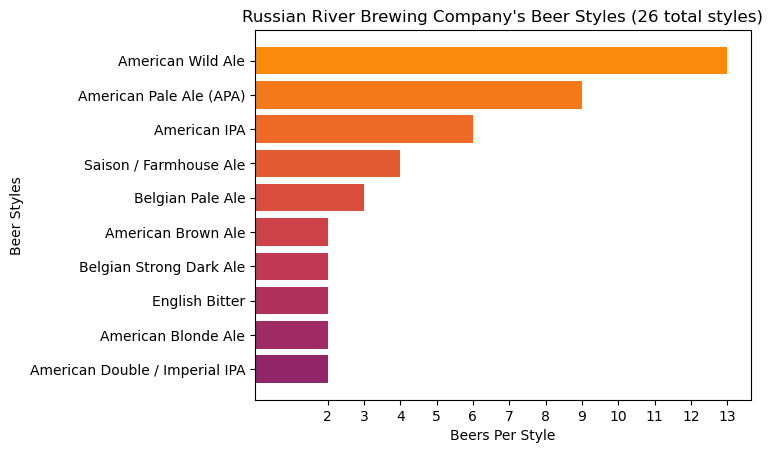 Russian River Brewing Company's Beer Styles (26 total styles)
Beer Styles
American Wild Ale
American Pale Ale (APA)
American IPA
Saison / Farmhouse Ale
Belgian Pale Ale
American Brown Ale
Belgian Strong Dark Ale
English Bitter
American Blonde Ale
American Double / Imperial IPA
2 3 4 5 6 7 8 9 10 11 12 13
Beers Per Style